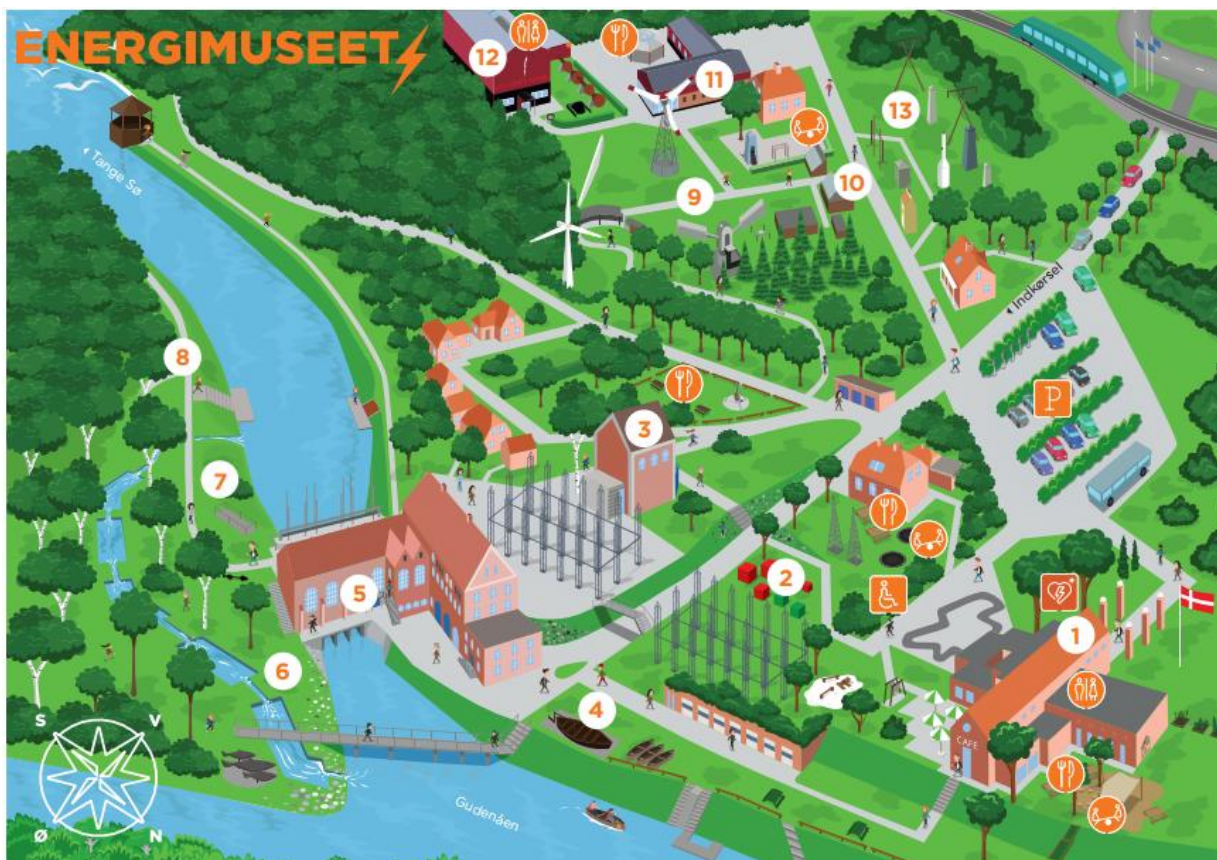 ENERGIMUSEET
12
11
13
Tange Sø
9
10
Indkørsel
8
P
3
7
2
5
1
6
4
CAFE
S V
Ø N
Gudenåen